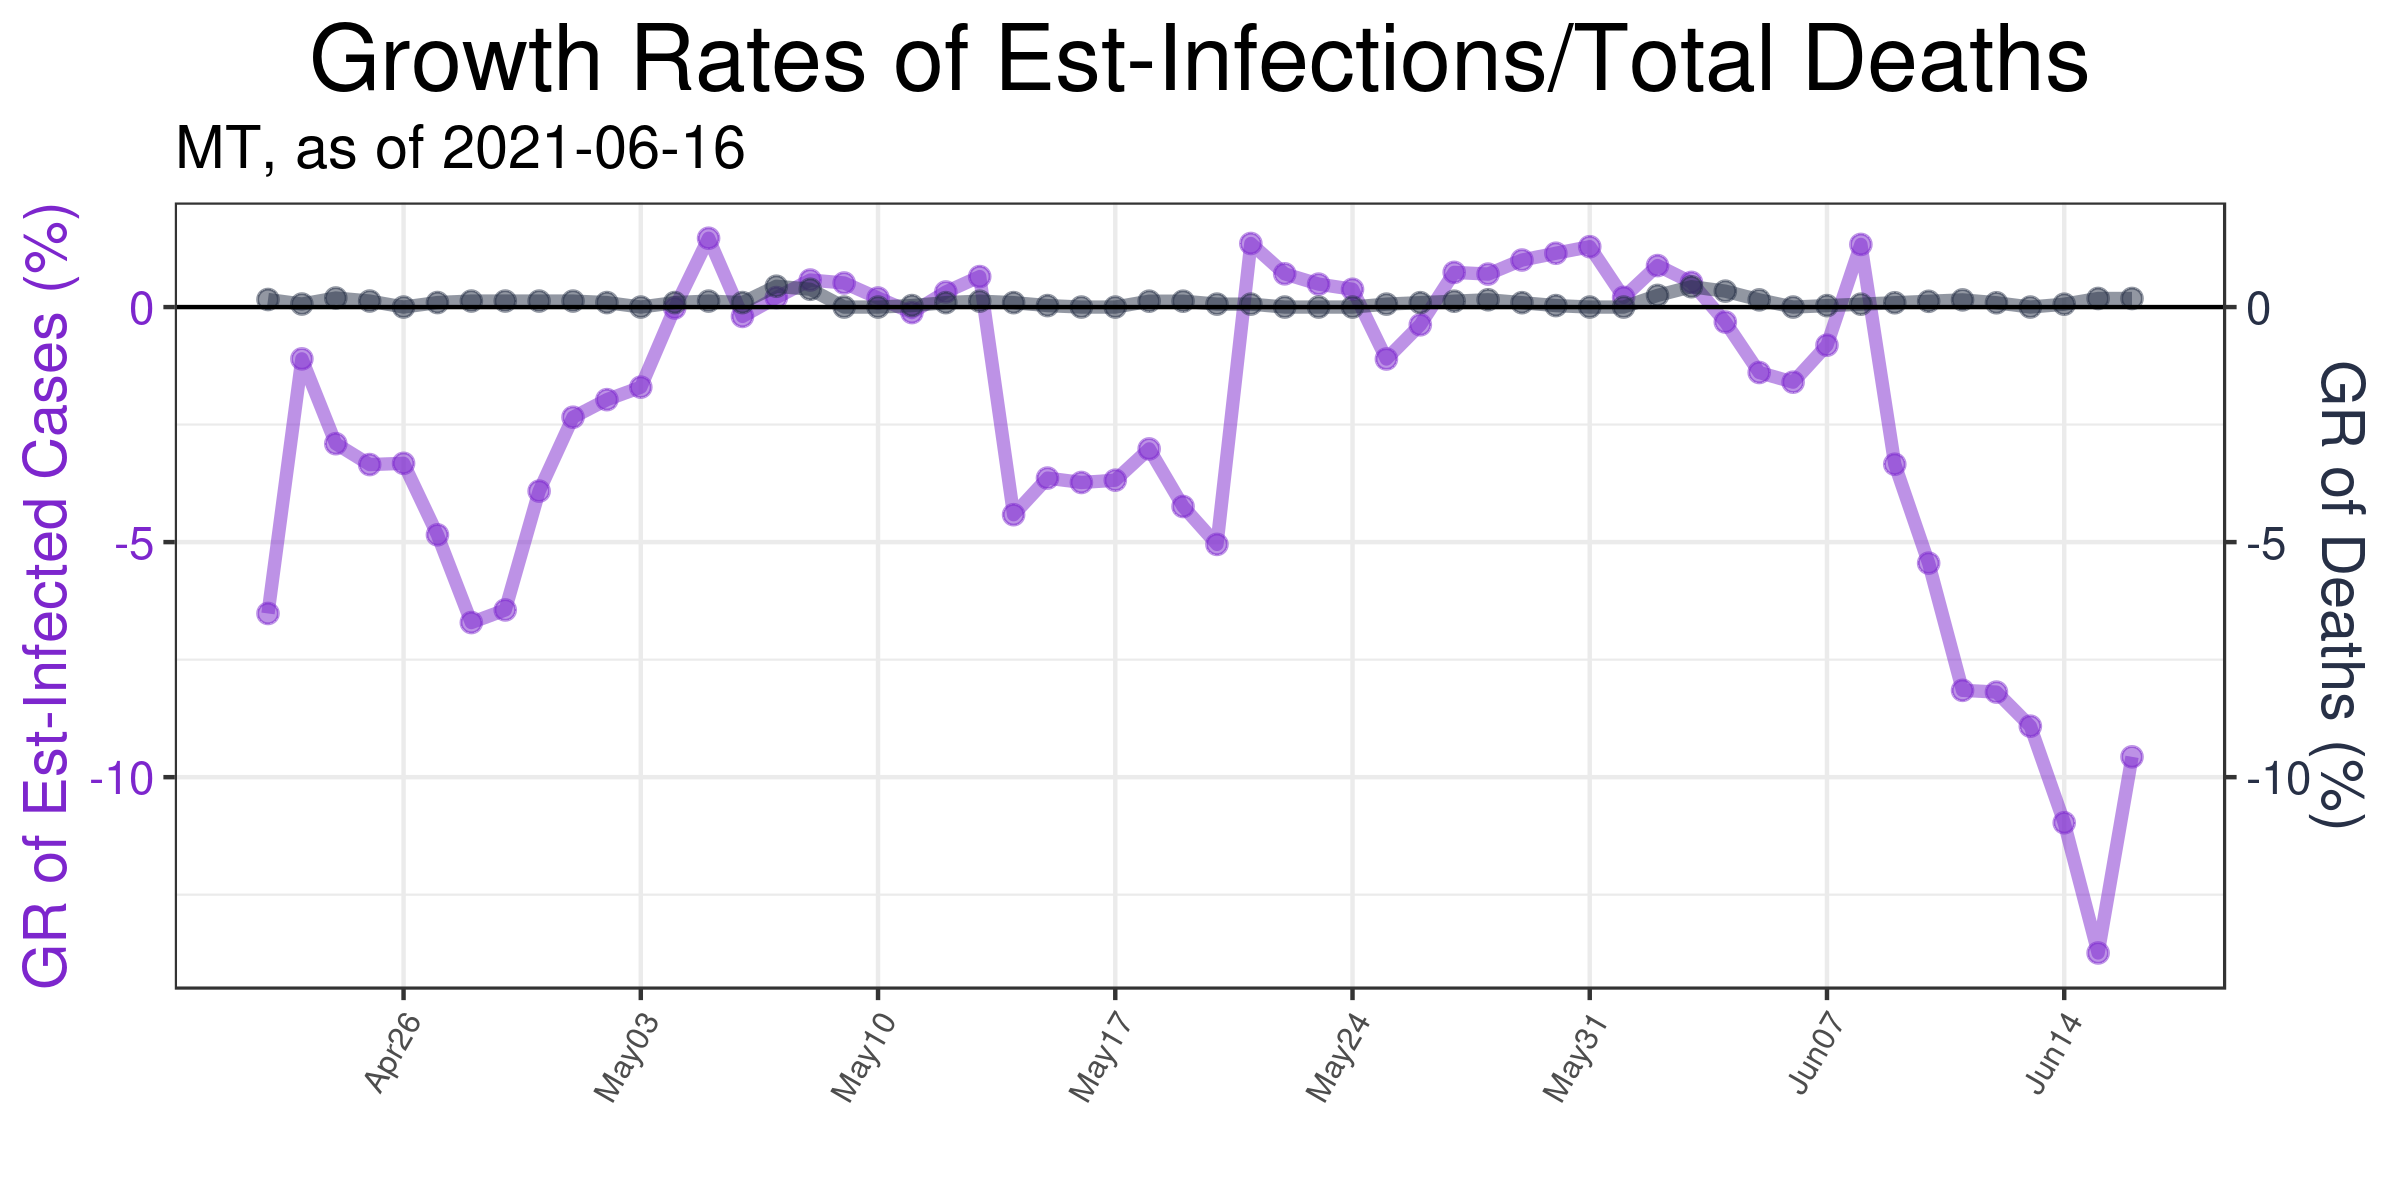 Growth Rates of Est-Infections/Total Deaths
MT, as of 2021-06-16
GR of Est-Infected Cases (%)
0
-5
-10
0
-5
-10
GR of Deaths (%)
Apr26
May03
May10
May17
May24
May31
Jun07
Jun14